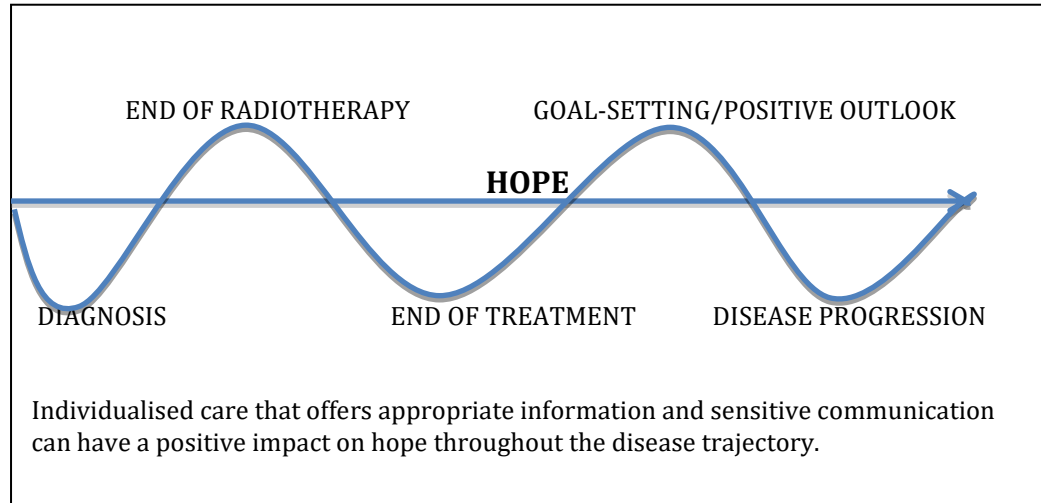 END OF RADIOTHERAPY
GOAL-SETTING/POSITIVE OUTLOOK
HOPE
DIAGNOSIS
END OF TREATMENT
DISEASE PROGRESSION
Individualised care that offers appropriate information and sensitive communication
can have a positive impact on hope throughout the disease trajectory.